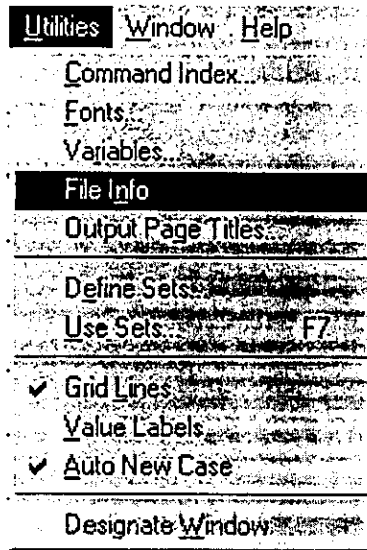 Utilities Window Help
Command Index...
Fonts...
Variables...
File Info
Output Page Titles...
Define Sets...
Use Sets... F7
Grid Lines
Value Labels
Auto New Case
Designate Window